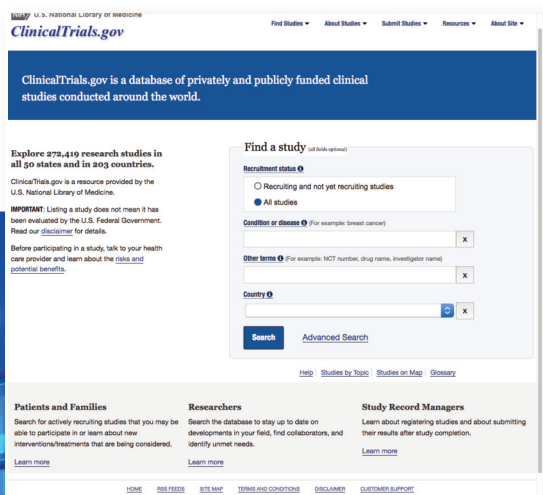 NIH U.S. National Library of Medicine
ClinicalTrials.gov
Find Studies ▾ About Studies ▾ Submit Studies ▾ Resources ▾ About Site ▾
ClinicalTrials.gov is a database of privately and publicly funded clinical
studies conducted around the world.
Explore 272,419 research studies in
all 50 states and in 203 countries.
ClinicalTrials.gov is a resource provided by the
U.S. National Library of Medicine.
IMPORTANT: Listing a study does not mean it has
been evaluated by the U.S. Federal Government.
Read our disclaimer for details.
Before participating in a study, talk to your health
care provider and learn about the risks and
potential benefits.
Find a study (all fields optional)
Recruitment status
Recruiting and not yet recruiting studies
All studies
Condition or disease (For example: breast cancer)
X
Other terms (For example: NCT number, drug name, investigator name)
X
Country
X
Search Advanced Search
Help Studies by Topic Studies on Map Glossary
Patients and Families
Search for actively recruiting studies that you may be
able to participate in or learn about new
interventions/treatments that are being considered.
Learn more
Researchers
Search the database to stay up to date on
developments in your field, find collaborators, and
identify unmet needs.
Learn more
Study Record Managers
Learn about registering studies and about submitting
their results after study completion.
Learn more
HOME RSS FEEDS SITE MAP TERMS AND CONDITIONS DISCLAIMER CUSTOMER SUPPORT